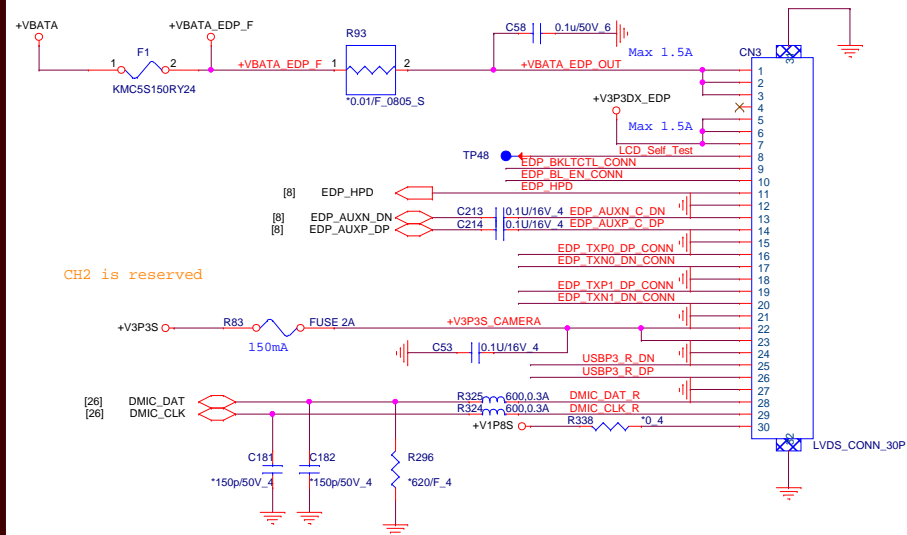 +VBATA
+VBATA_EDP_F
F1
1 2
KMC5S150RY24
+VBATA_EDP_F
R93
1 2
*0.01/F_0805_S
C58 0.1u/50V_6
Max 1.5A
+VBATA_EDP_OUT
+V3P3DX_EDP
Max 1.5A
CN3
31
1
2
3
4
5
6
7
TP48
LCD_Self_Test
8
EDP_BKLTCTL_CONN
9
EDP_BL_EN_CONN
10
[8] EDP_HPD
EDP_HPD
11
12
[8] EDP_AUXN_DN
C213 0.1U/16V_4 EDP_AUXN_C_DN
13
[8] EDP_AUXP_DP
C214 0.1U/16V_4 EDP_AUXP_C_DP
14
15
EDP_TXP0_DP_CONN
16
EDP_TXN0_DN_CONN
17
CH2 is reserved
18
EDP_TXP1_DP_CONN
19
EDP_TXN1_DN_CONN
20
21
+V3P3S
R83 FUSE 2A
150mA
+V3P3S_CAMERA
22
23
C53 0.1U/16V_4
24
USBP3_R_DN
25
USBP3_R_DP
26
27
[26] DMIC_DAT
R325 600,0.3A DMIC_DAT_R
28
[26] DMIC_CLK
R324 600,0.3A DMIC_CLK_R
29
+V1P8S
R338 *0_4
30
32
LVDS_CONN_30P
C181
*150p/50V_4
C182
*150p/50V_4
R296
*620/F_4